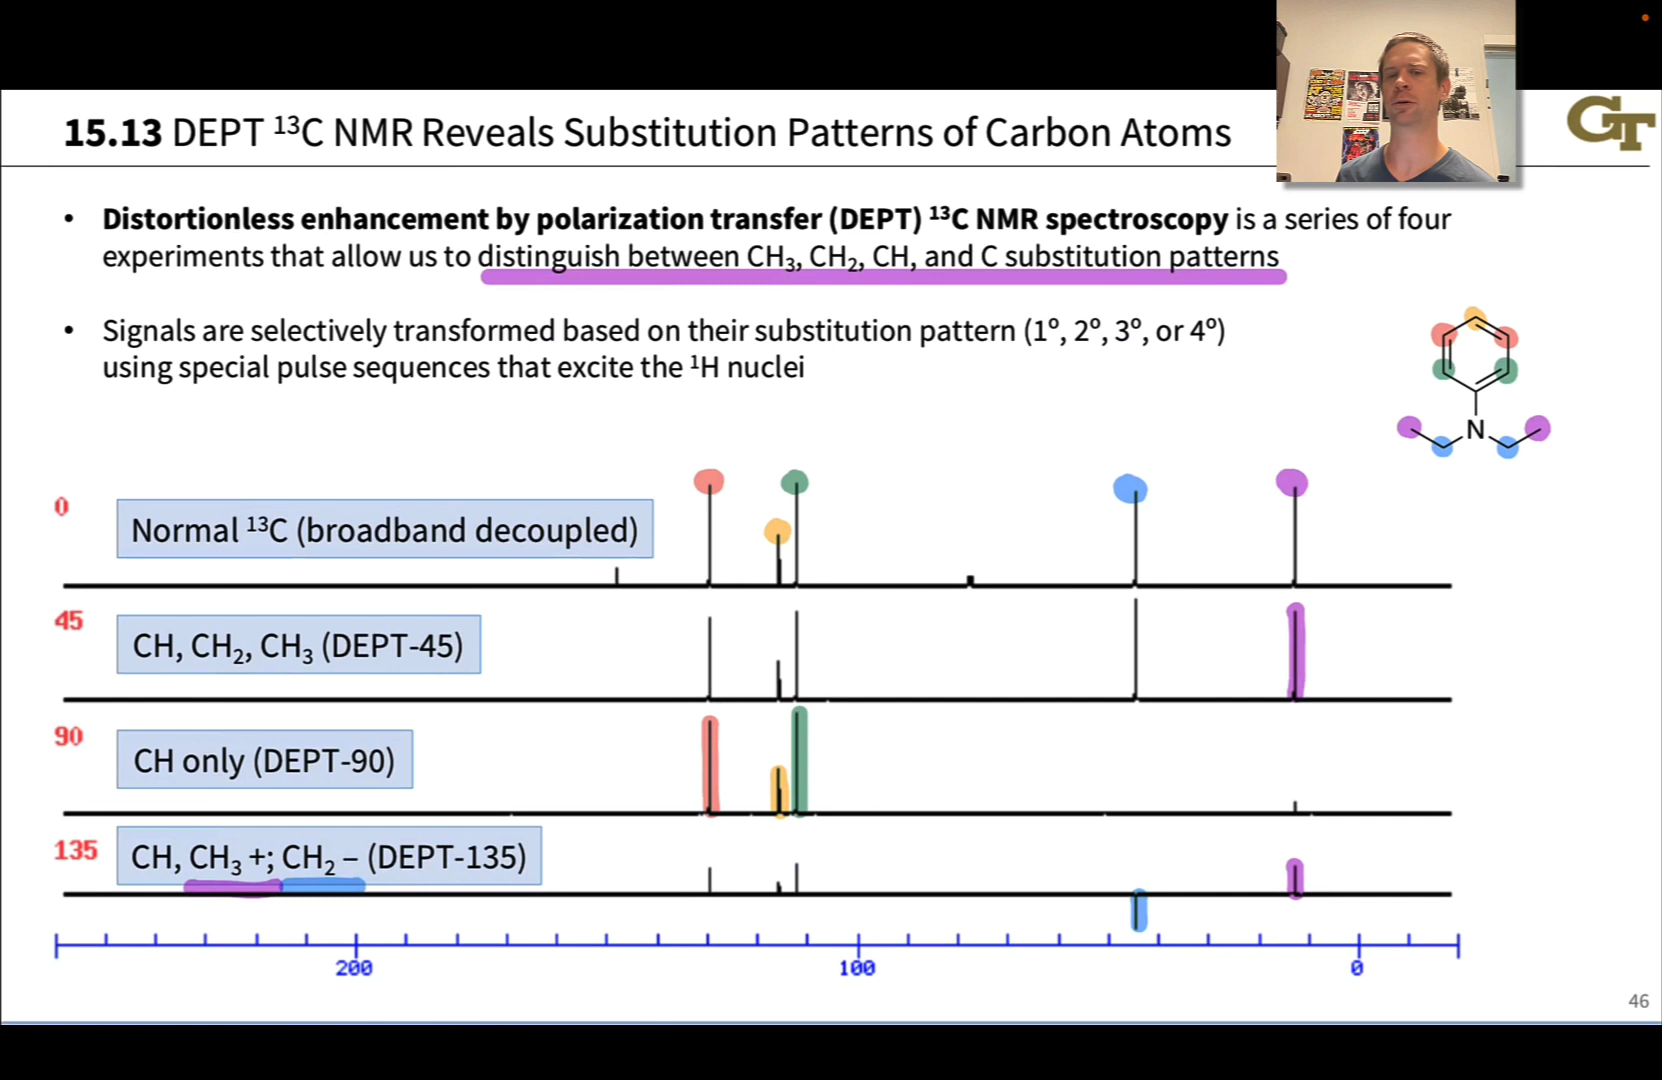 15.13 DEPT ¹³C NMR Reveals Substitution Patterns of Carbon Atoms
GT
• Distortionless enhancement by polarization transfer (DEPT) ¹³C NMR spectroscopy is a series of four
experiments that allow us to distinguish between CH₃, CH₂, CH, and C substitution patterns
• Signals are selectively transformed based on their substitution pattern (1º, 2º, 3º, or 4º)
using special pulse sequences that excite the ¹H nuclei
N
0
Normal ¹³C (broadband decoupled)
45
CH, CH₂, CH₃ (DEPT-45)
90
CH only (DEPT-90)
135
CH, CH₃ +; CH₂ – (DEPT-135)
200 100 0
46